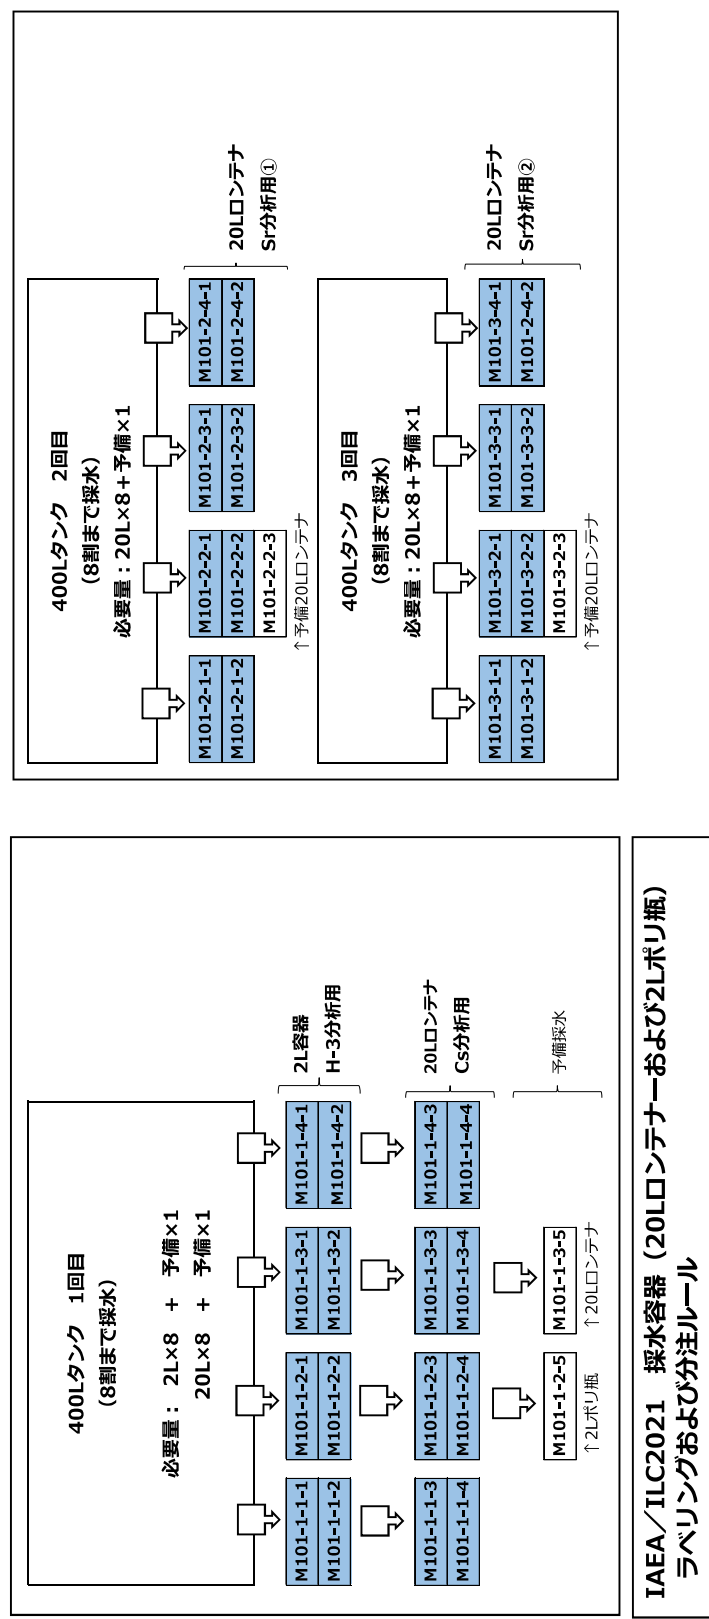 IAEA／ILC2021　採水容器（20Lロンテナーおよび2Lポリ瓶）
ラベリングおよび分注ルール
400Lタンク　1回目
（8割まで採水）
必要量： 2L×8　+　予備×1
20L×8　+　予備×1
M101-1-1-1
M101-1-1-2
M101-1-2-1
M101-1-2-2
M101-1-3-1
M101-1-3-2
M101-1-4-1
M101-1-4-2
2L容器
H-3分析用
M101-1-1-3
M101-1-1-4
M101-1-2-3
M101-1-2-4
M101-1-3-3
M101-1-3-4
M101-1-4-3
M101-1-4-4
20Lロンテナ
Cs分析用
M101-1-2-5
↑2Lポリ瓶
M101-1-3-5
↑20Lロンテナ
予備採水
400Lタンク　2回目
（8割まで採水）
必要量：20L×8＋予備×1
M101-2-1-1
M101-2-1-2
M101-2-2-1
M101-2-2-2
M101-2-2-3
↑予備20Lロンテナ
M101-2-3-1
M101-2-3-2
M101-2-4-1
M101-2-4-2
20Lロンテナ
Sr分析用①
400Lタンク　3回目
（8割まで採水）
必要量：20L×8＋予備×1
M101-3-1-1
M101-3-1-2
M101-3-2-1
M101-3-2-2
M101-3-2-3
↑予備20Lロンテナ
M101-3-3-1
M101-3-3-2
M101-3-4-1
M101-2-4-2
20Lロンテナ
Sr分析用②